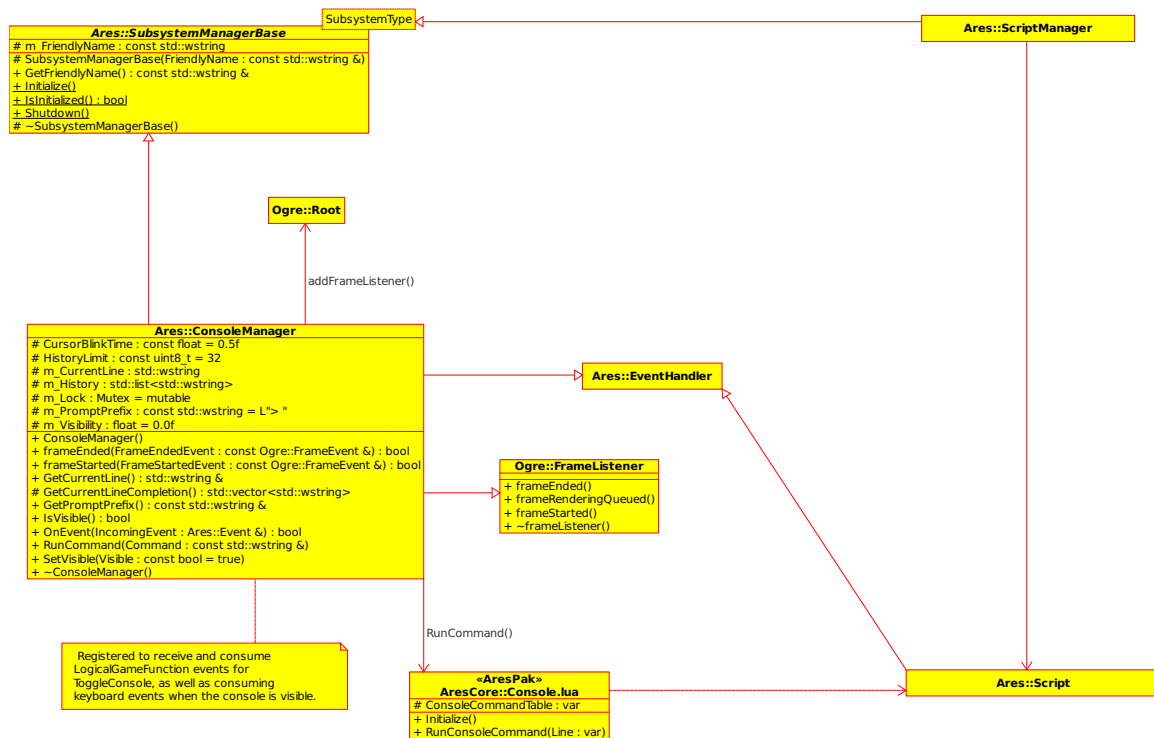 SubsystemType
Ares::SubsystemManagerBase
# m_FriendlyName : const std::wstring
# SubsystemManagerBase(FriendlyName : const std::wstring &)
+ GetFriendlyName() : const std::wstring &
+ Initialize()
+ IsInitialized() : bool
+ Shutdown()
# ~SubsystemManagerBase()
Ares::ScriptManager
Ogre::Root
addFrameListener()
Ares::ConsoleManager
# CursorBlinkTime : const float = 0.5f
# HistoryLimit : const uint8_t = 32
# m_CurrentLine : std::wstring
# m_History : std::list<std::wstring>
# m_Lock : Mutex = mutable
# m_PromptPrefix : const std::wstring = L"> "
# m_Visibility : float = 0.0f
+ ConsoleManager()
+ frameEnded(FrameEndedEvent : const Ogre::FrameEvent &) : bool
+ frameStarted(FrameStartedEvent : const Ogre::FrameEvent &) : bool
+ GetCurrentLine() : std::wstring &
# GetCurrentLineCompletion() : std::vector<std::wstring>
+ GetPromptPrefix() : const std::wstring &
+ IsVisible() : bool
+ OnEvent(IncomingEvent : Ares::Event &) : bool
+ RunCommand(Command : const std::wstring &)
+ SetVisible(Visible : const bool = true)
+ ~ConsoleManager()
Ares::EventHandler
Ogre::FrameListener
+ frameEnded()
+ frameRenderingQueued()
+ frameStarted()
+ ~frameListener()
RunCommand()
Registered to receive and consume
LogicalGameFunction events for
ToggleConsole, as well as consuming
keyboard events when the console is visible.
«AresPak»
AresCore::Console.lua
# ConsoleCommandTable : var
+ Initialize()
+ RunConsoleCommand(Line : var)
Ares::Script